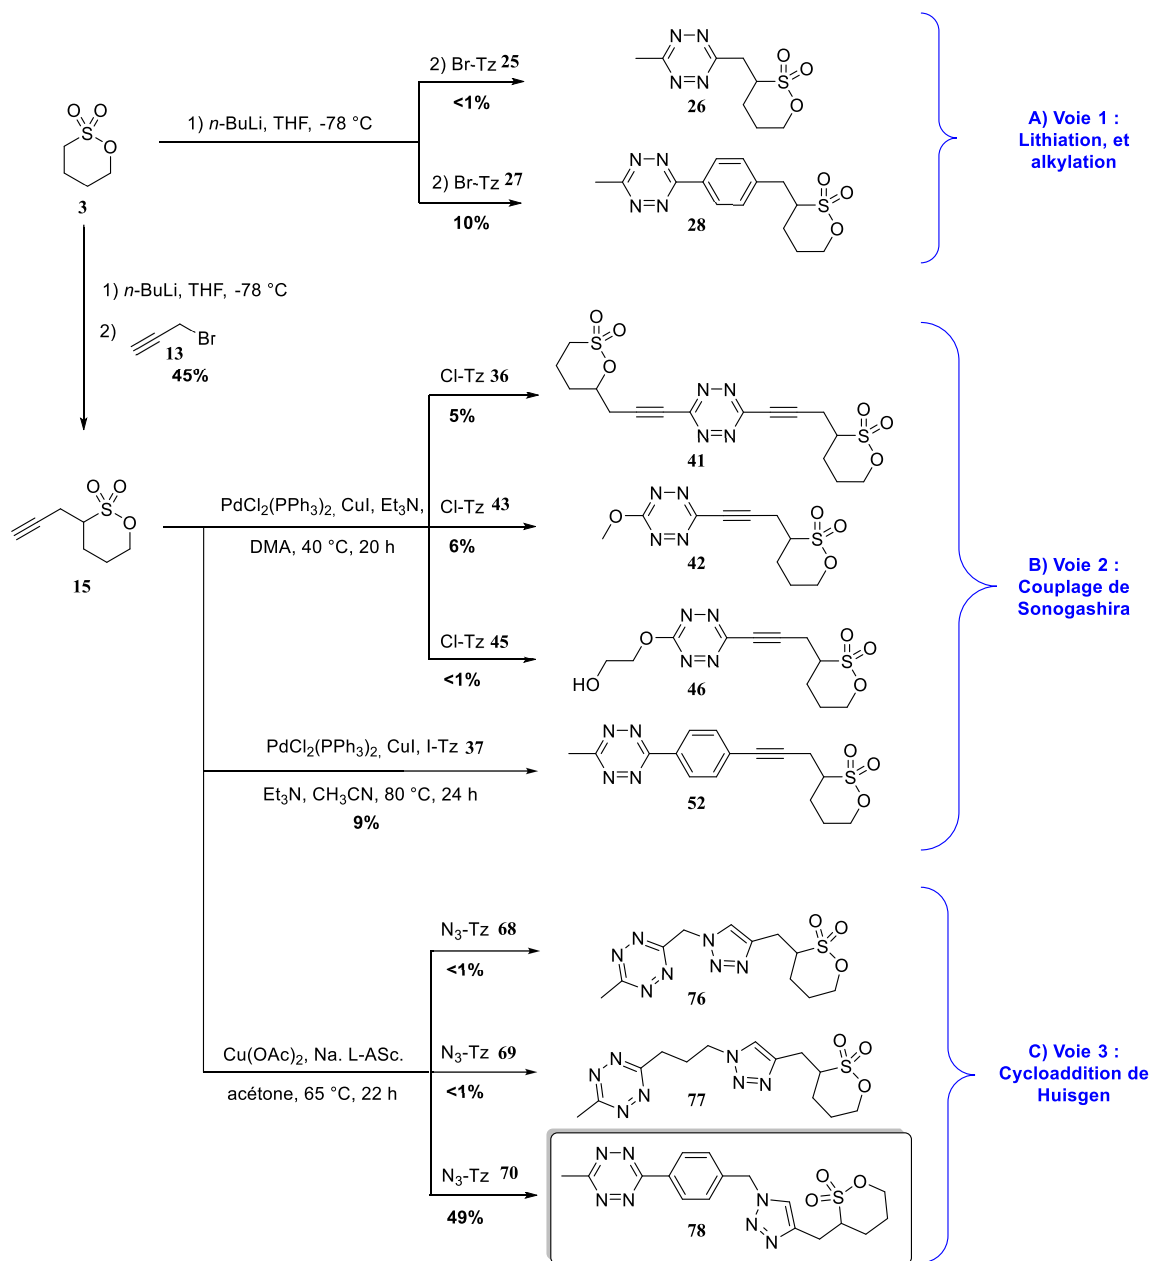 1) n-BuLi, THF, -78 °C
2) Br-Tz 25
<1%
2) Br-Tz 27
10%
3
26
28
A) Voie 1 :
Lithiation, et
alkylation
1) n-BuLi, THF, -78 °C
2)
Br
13
45%
15
PdCl2(PPh3)2, CuI, Et3N,
DMA, 40 °C, 20 h
Cl-Tz 36
5%
41
Cl-Tz 43
6%
42
Cl-Tz 45
<1%
HO
46
PdCl2(PPh3)2, CuI, I-Tz 37
Et3N, CH3CN, 80 °C, 24 h
9%
52
B) Voie 2 :
Couplage de
Sonogashira
Cu(OAc)2, Na. L-ASc.
acétone, 65 °C, 22 h
N3-Tz 68
<1%
76
N3-Tz 69
<1%
77
N3-Tz 70
49%
78
C) Voie 3 :
Cycloaddition de
Huisgen